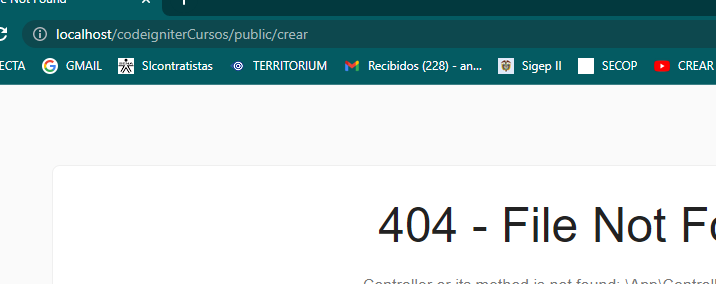 e Not Found
localhost/codeigniterCursos/public/crear
ECTA GMAIL SIcontratistas TERRITORIUM Recibidos (228) - an... Sigep II SECOP CREAR
404 - File Not Fo
Controller or its method is not found: \App\Control